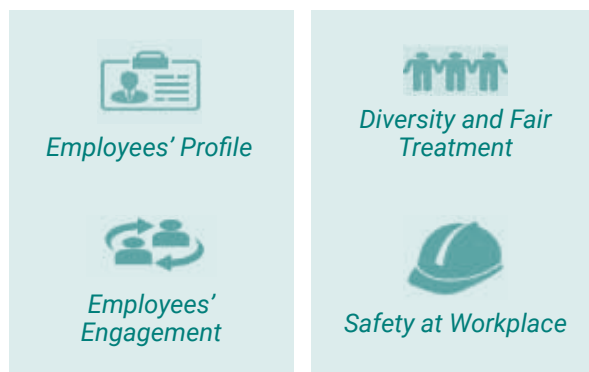 Employees’ Profile
Diversity and Fair
Treatment
Employees’
Engagement
Safety at Workplace